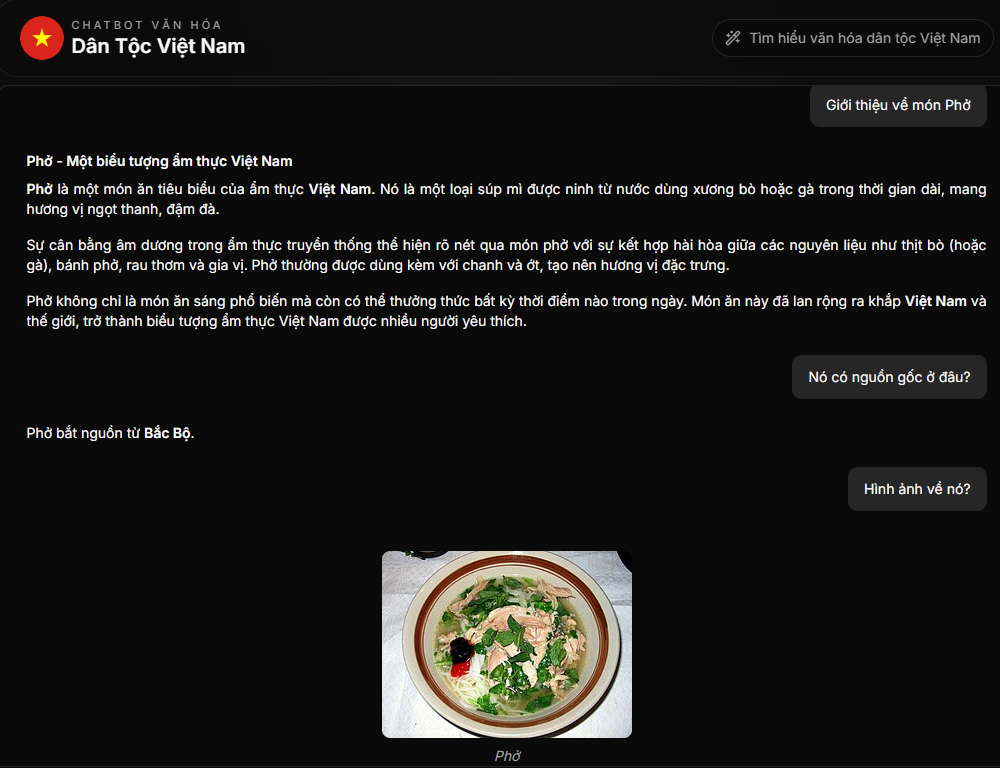 CHATBOT VĂN HÓA
Dân Tộc Việt Nam
Tìm hiểu văn hóa dân tộc Việt Nam
Giới thiệu về món Phở
Phở - Một biểu tượng ẩm thực Việt Nam
Phở là một món ăn tiêu biểu của ẩm thực Việt Nam. Nó là một loại súp mì được ninh từ nước dùng xương bò hoặc gà trong thời gian dài, mang
hương vị ngọt thanh, đậm đà.
Sự cân bằng âm dương trong ẩm thực truyền thống thể hiện rõ nét qua món phở với sự kết hợp hài hòa giữa các nguyên liệu như thịt bò (hoặc
gà), bánh phở, rau thơm và gia vị. Phở thường được dùng kèm với chanh và ớt, tạo nên hương vị đặc trưng.
Phở không chỉ là món ăn sáng phổ biến mà còn có thể thưởng thức bất kỳ thời điểm nào trong ngày. Món ăn này đã lan rộng ra khắp Việt Nam và
thế giới, trở thành biểu tượng ẩm thực Việt Nam được nhiều người yêu thích.
Nó có nguồn gốc ở đâu?
Phở bắt nguồn từ Bắc Bộ.
Hình ảnh về nó?
Phở